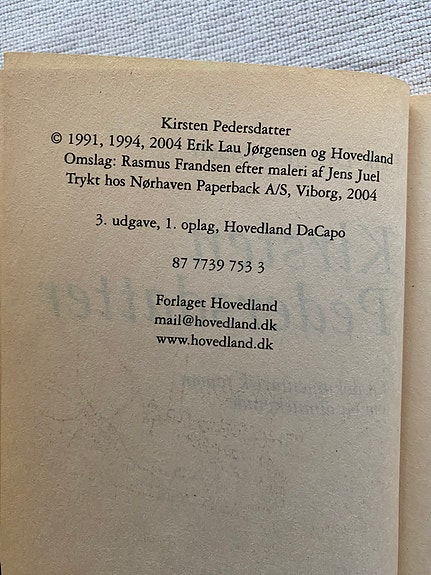 Kirsten Pedersdatter
© 1991, 1994, 2004 Erik Lau Jørgensen og Hovedland
Omslag: Rasmus Frandsen efter maleri af Jens Juel
Trykt hos Nørhaven Paperback A/S, Viborg, 2004
3. udgave, 1. oplag, Hovedland DaCapo
87 7739 753 3
Forlaget Hovedland
mail@hovedland.dk
www.hovedland.dk